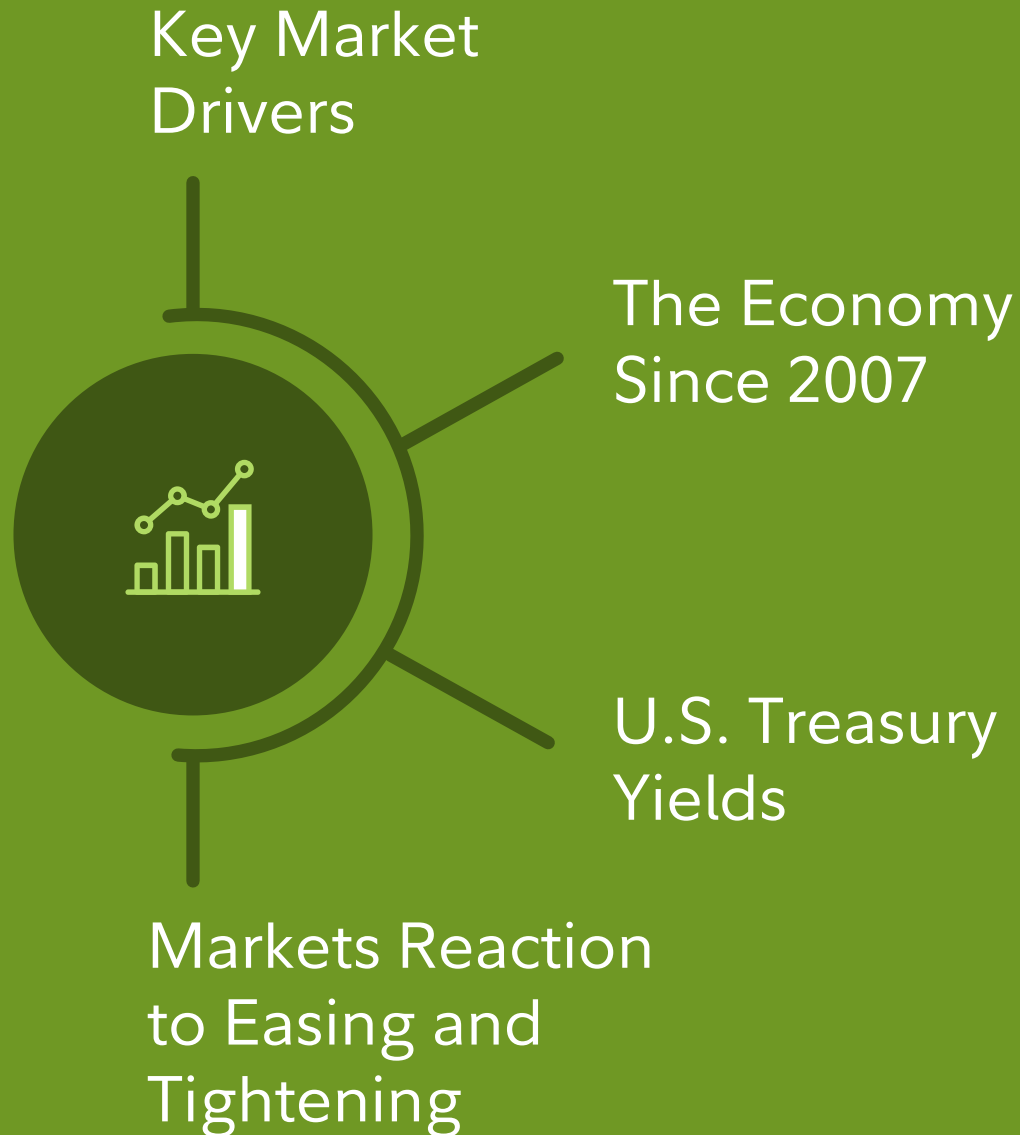 Key Market
Drivers
The Economy
Since 2007
U.S. Treasury
Yields
Markets Reaction
to Easing and
Tightening